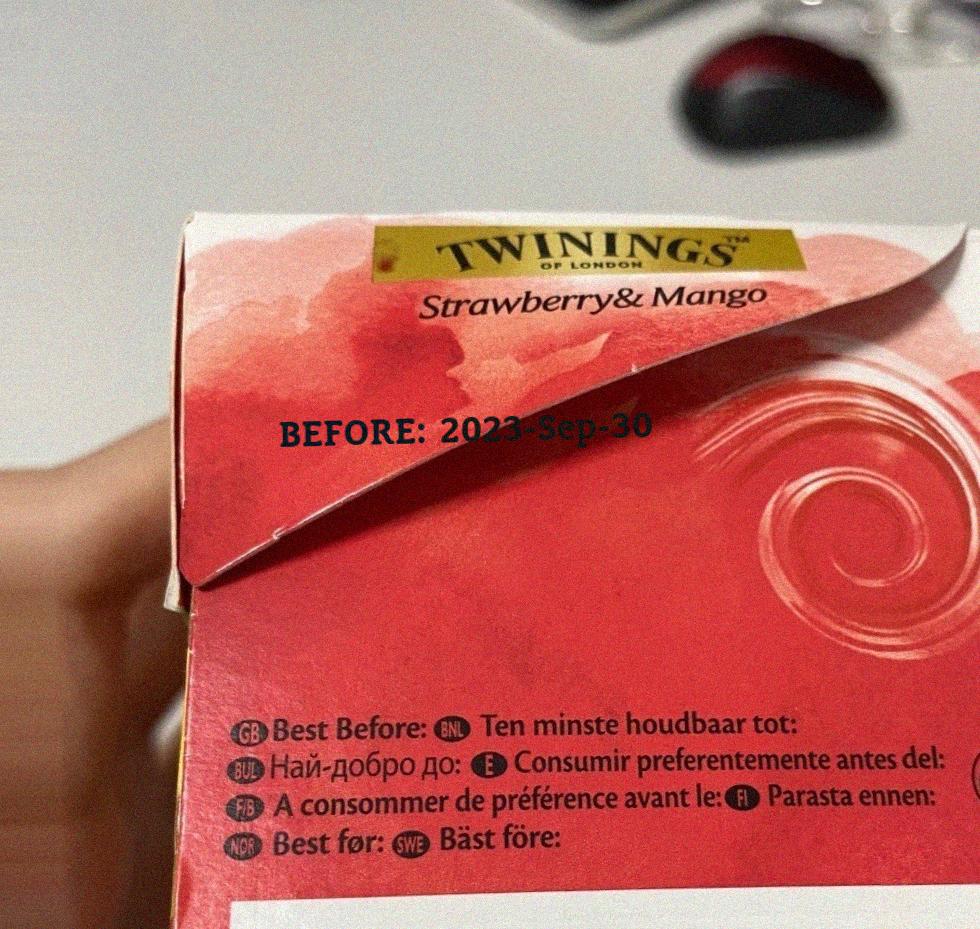 TWININGS™
OF LONDON
Strawberry& Mango
BEFORE: 2023-Sep-30
GB Best Before: BNL Ten minste houdbaar tot:
BUL Най-добро до: E Consumir preferentemente antes del:
F/B A consommer de préférence avant le: FI Parasta ennen:
NOR Best før: SWE Bäst före: